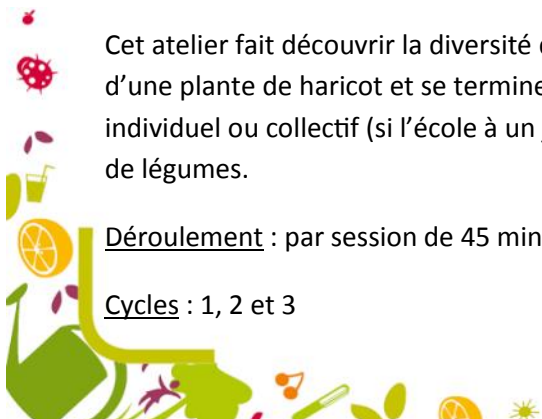 Cet atelier fait découvrir la diversité
d’une plante de haricot et se termine
individuel ou collectif (si l’école à un
de légumes.
Déroulement : par session de 45 min
Cycles : 1, 2 et 3